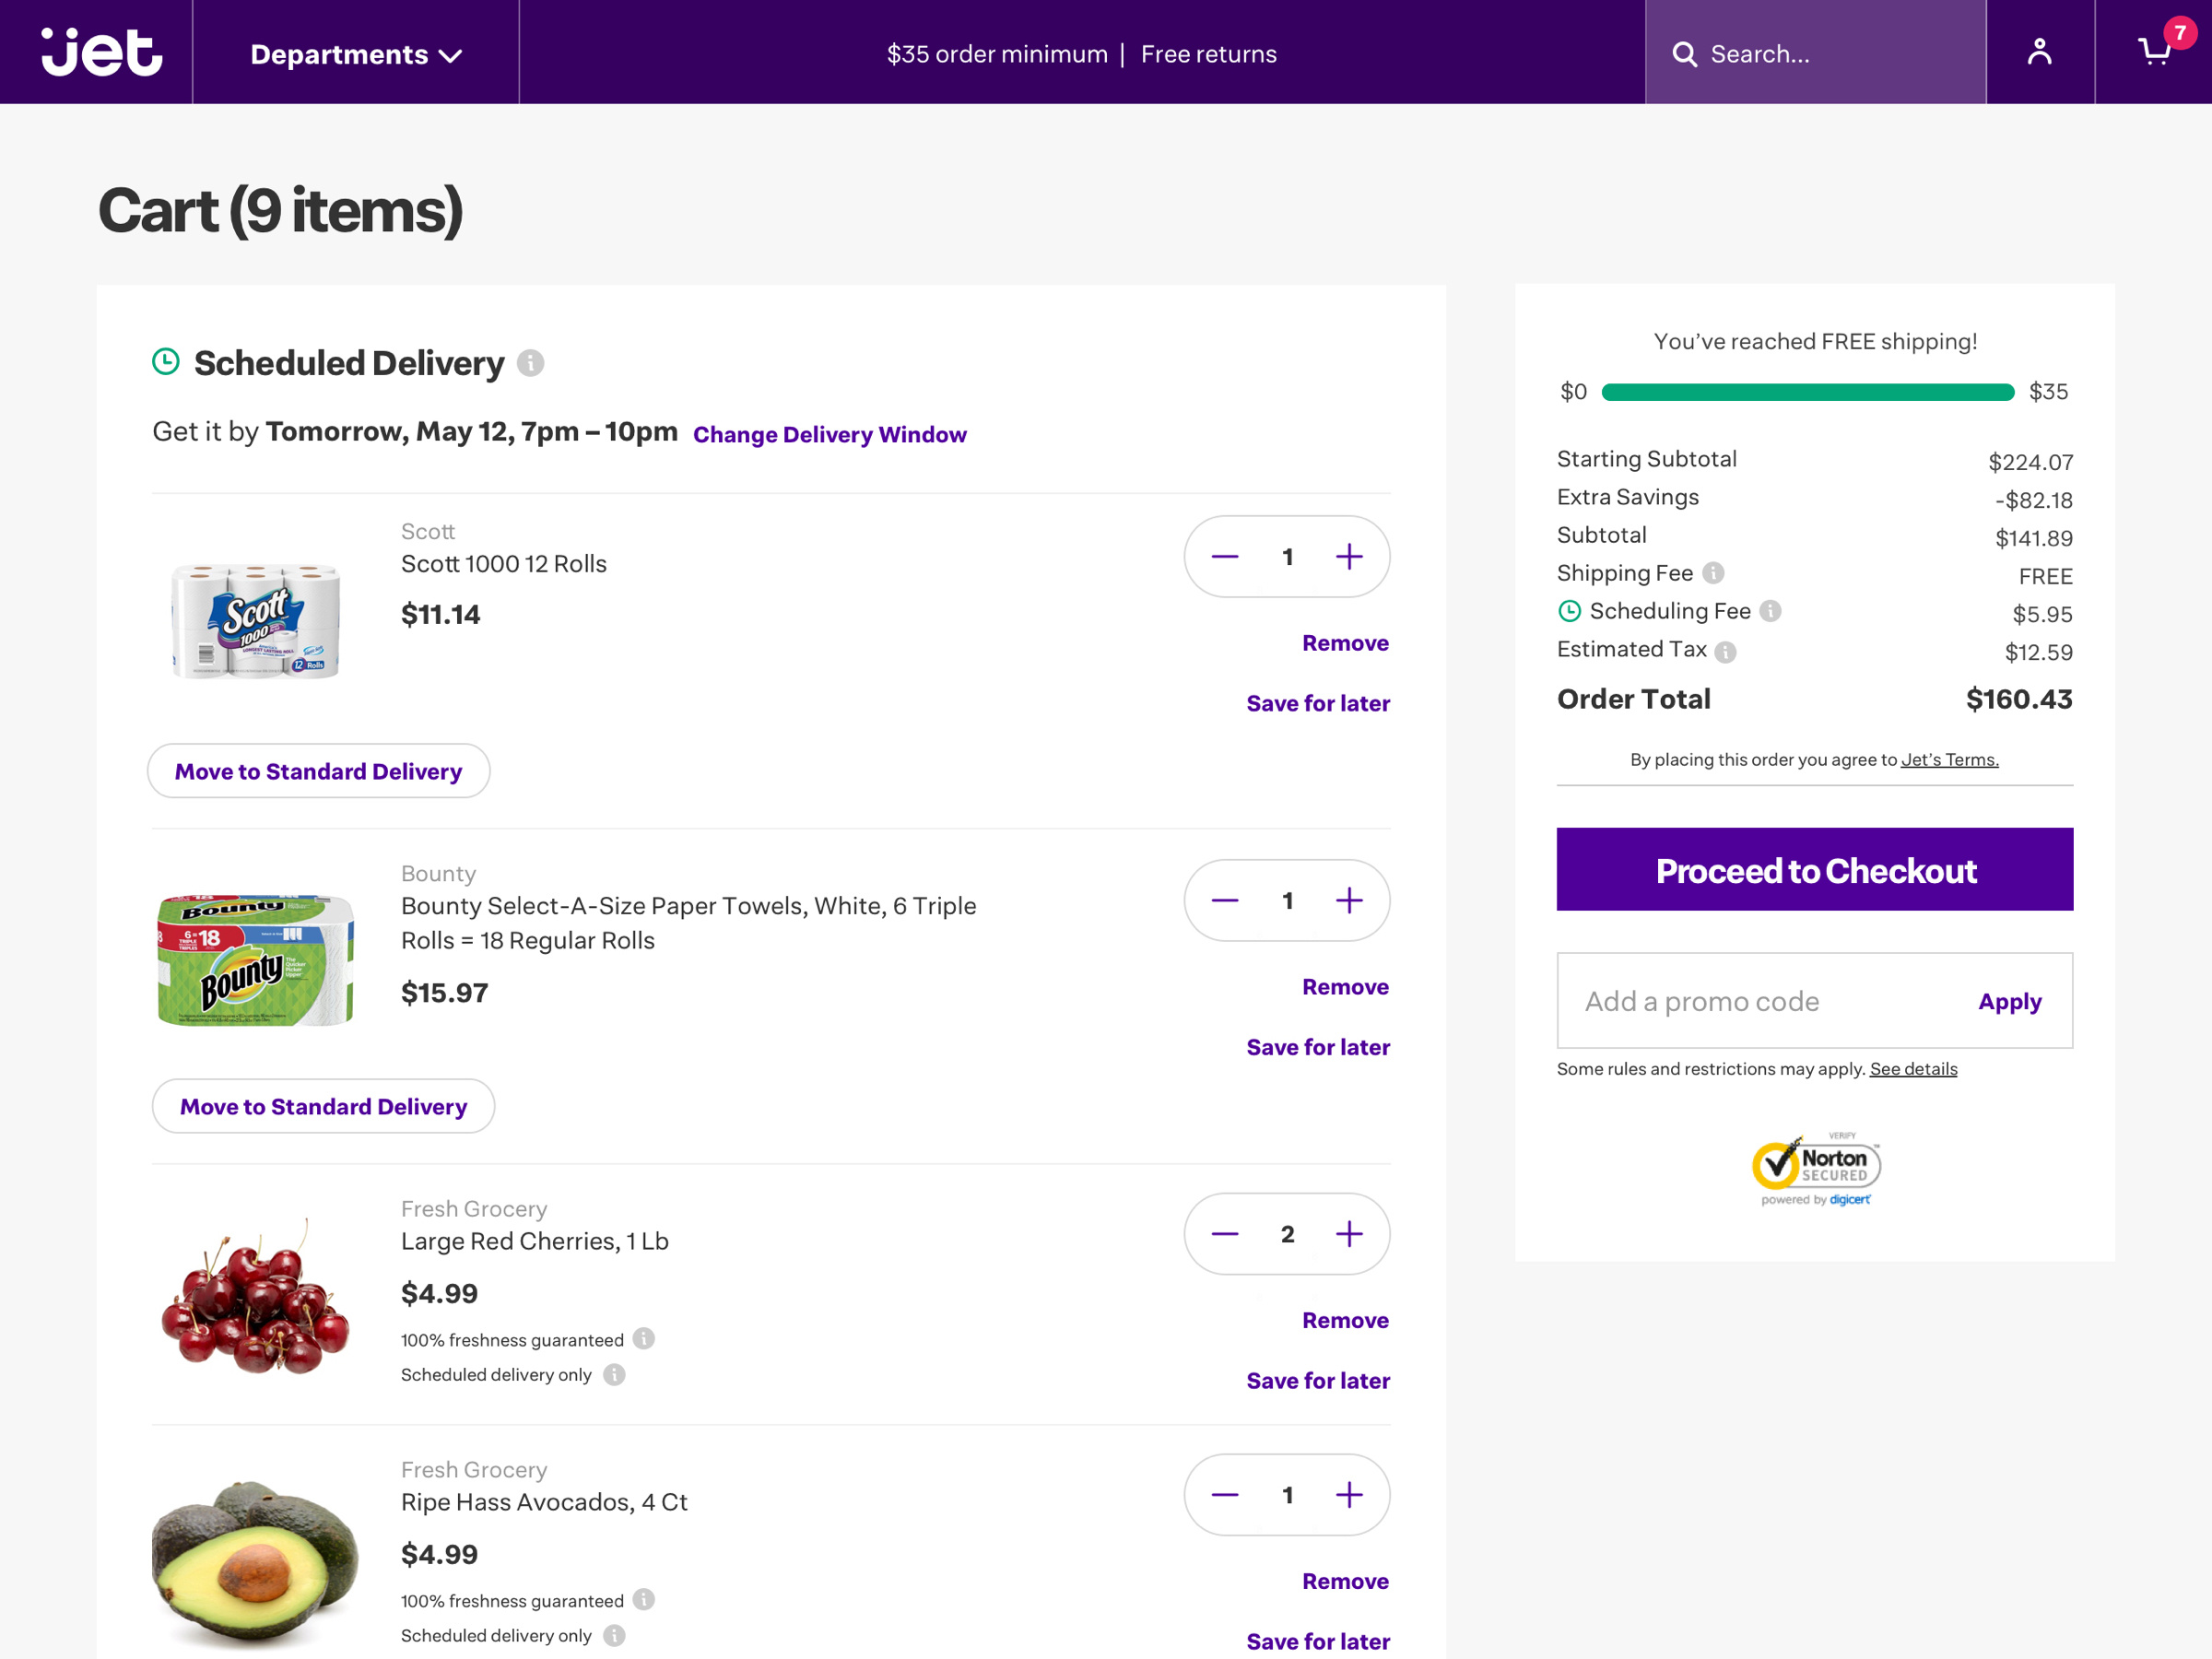 jet
Departments
$35 order minimum | Free returns
Search...
7
Cart (9 items)
Scheduled Delivery
Get it by Tomorrow, May 12, 7pm – 10pm Change Delivery Window
Scott
Scott 1000 12 Rolls
$11.14
1
Remove
Save for later
Scott
1000
12 Rolls
Move to Standard Delivery
Bounty
Bounty Select-A-Size Paper Towels, White, 6 Triple
Rolls = 18 Regular Rolls
$15.97
1
Remove
Save for later
Bounty
6=18
Bounty
Move to Standard Delivery
Fresh Grocery
Large Red Cherries, 1 Lb
$4.99
100% freshness guaranteed
Scheduled delivery only
2
Remove
Save for later
Fresh Grocery
Ripe Hass Avocados, 4 Ct
$4.99
100% freshness guaranteed
Scheduled delivery only
1
Remove
Save for later
You’ve reached FREE shipping!
$0 $35
Starting Subtotal $224.07
Extra Savings -$82.18
Subtotal $141.89
Shipping Fee FREE
Scheduling Fee $5.95
Estimated Tax $12.59
Order Total $160.43
By placing this order you agree to Jet’s Terms.
Proceed to Checkout
Add a promo code Apply
Some rules and restrictions may apply. See details
VERIFY
Norton
SECURED
powered by digicert